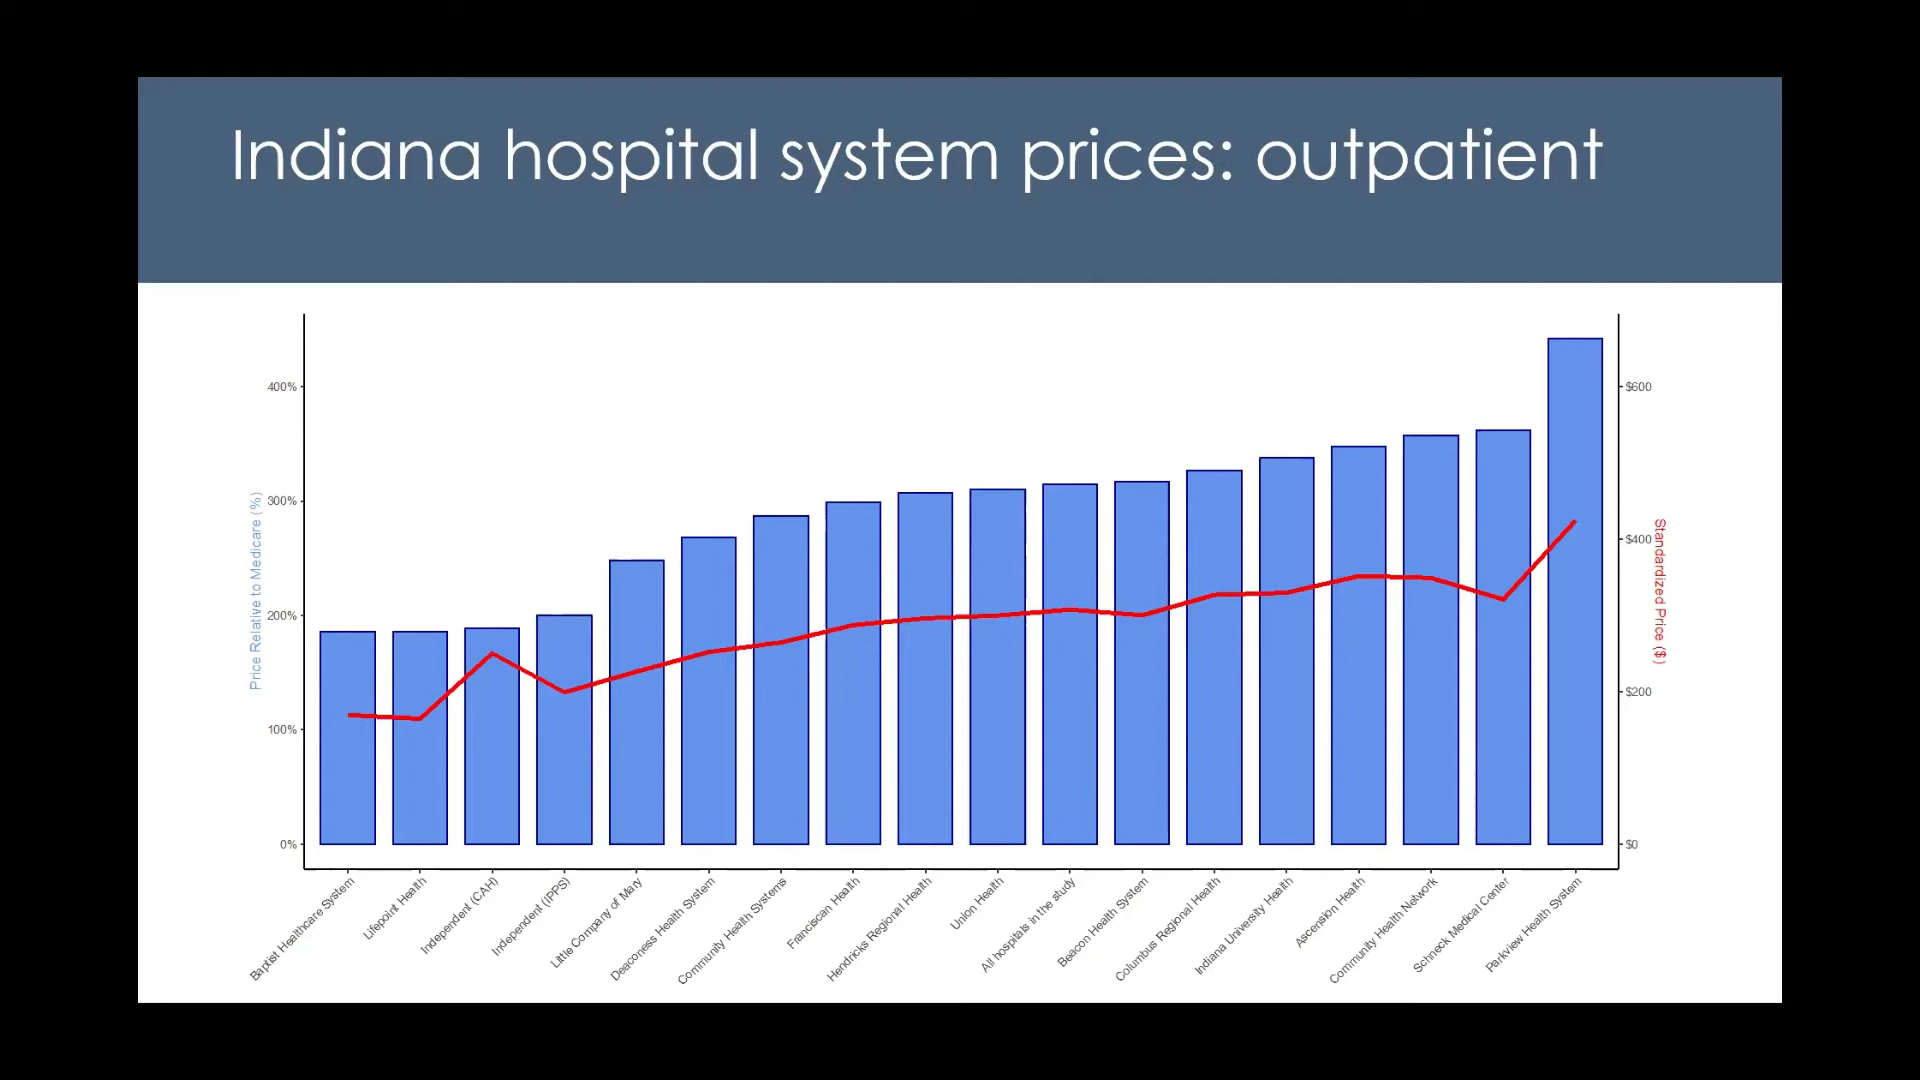 Indiana hospital system prices: outpatient
400%
300%
200%
100%
0%
Price Relative to Medicare (%)
$600
$400
$200
$0
Standardized Price ($)
Baptist Healthcare System
Lifepoint Health
Independent (CAH)
Independent (IPPS)
Little Company of Mary
Deaconess Health System
Community Health Systems
Franciscan Health
Hendricks Regional Health
Union Health
All hospitals in the study
Beacon Health System
Columbus Regional Health
Indiana University Health
Ascension Health
Community Health Network
Schneck Medical Center
Parkview Health System